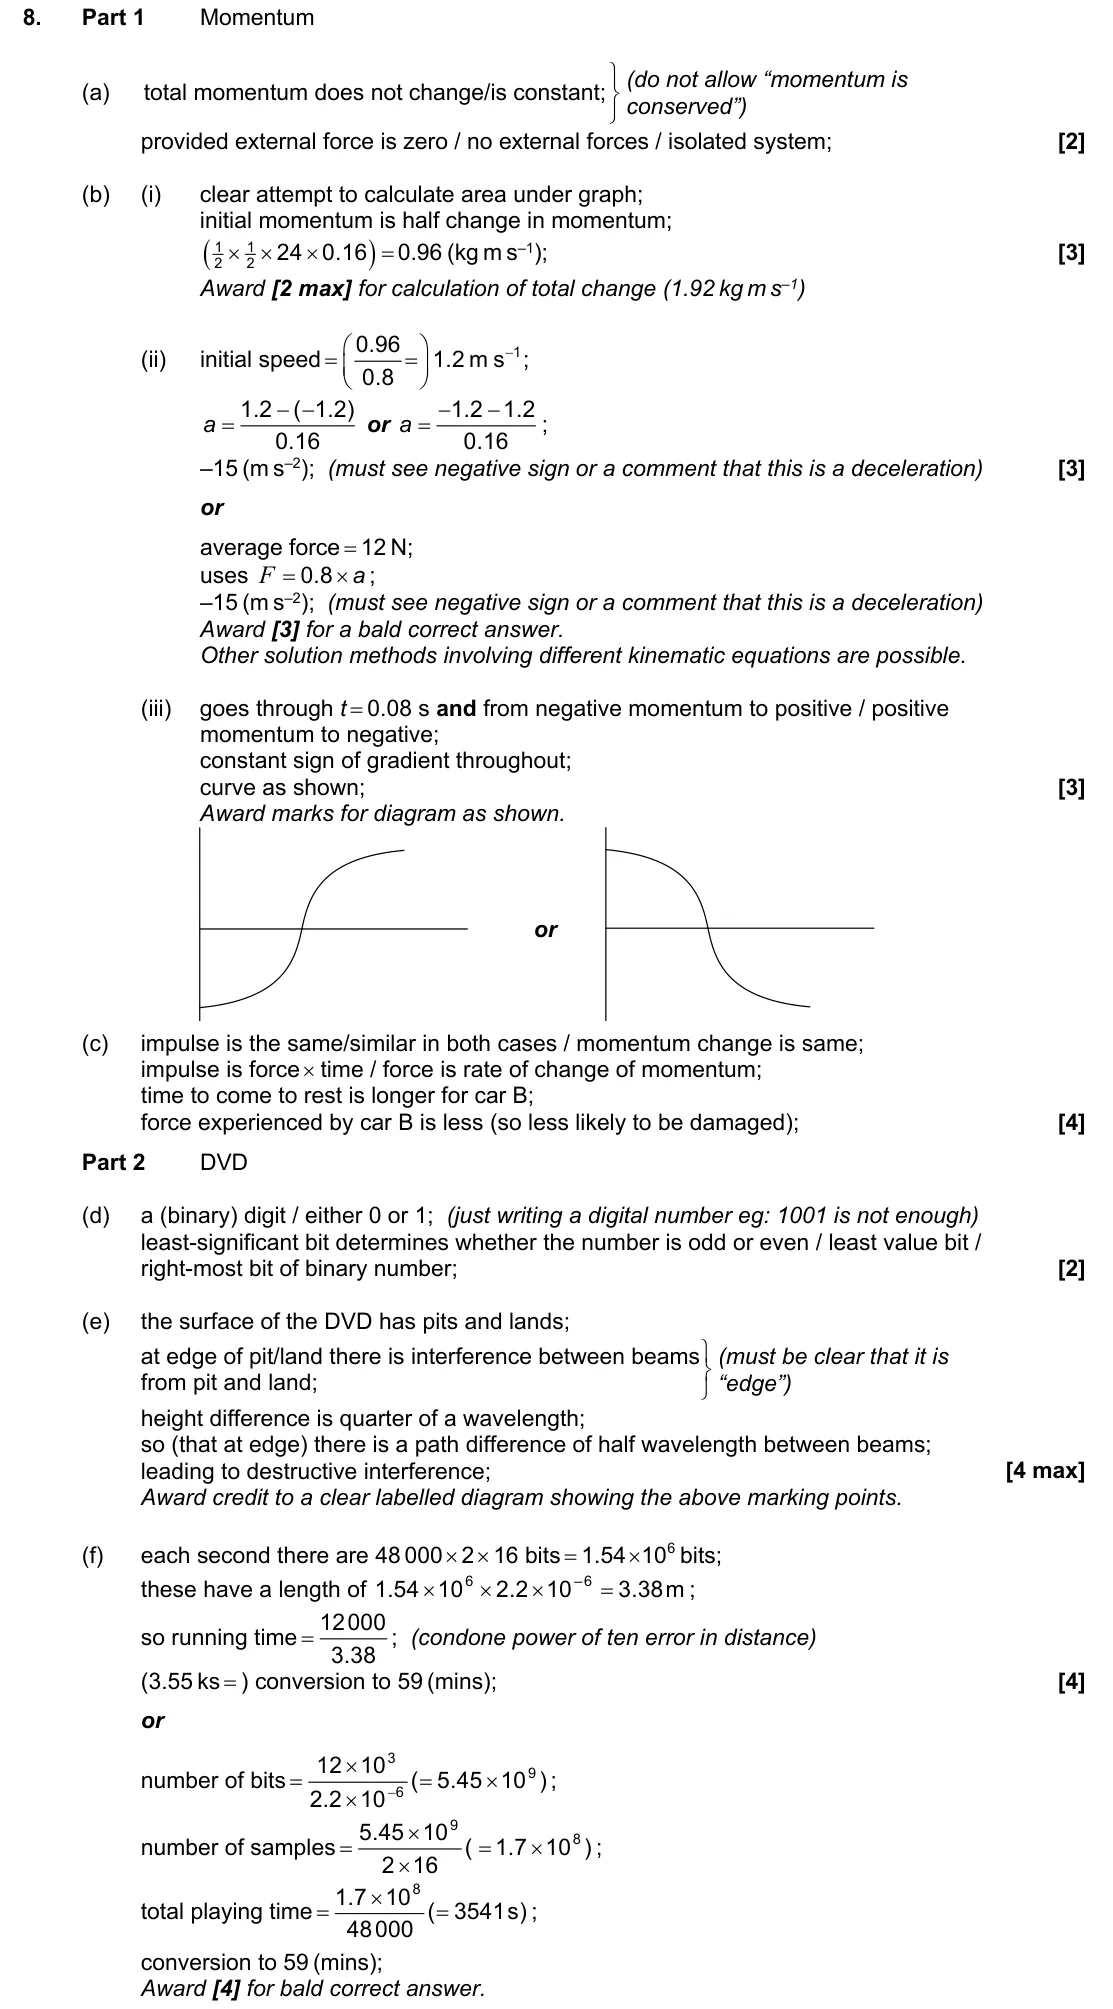 8. Part 1 Momentum
(a) total momentum does not change/is constant; (do not allow “momentum is
conserved”)
provided external force is zero / no external forces / isolated system; [2]
(b) (i) clear attempt to calculate area under graph;
initial momentum is half change in momentum;
(½ × ½ × 24 × 0.16) = 0.96 (kg m s⁻¹); [3]
Award [2 max] for calculation of total change (1.92 kg m s⁻¹)
(ii) initial speed = (0.96/0.8 =) 1.2 m s⁻¹;
a = (1.2 − (−1.2))/0.16 or a = (−1.2 − 1.2)/0.16;
–15 (m s⁻²); (must see negative sign or a comment that this is a deceleration) [3]
or
average force = 12 N;
uses F = 0.8 × a;
–15 (m s⁻²); (must see negative sign or a comment that this is a deceleration)
Award [3] for a bald correct answer.
Other solution methods involving different kinematic equations are possible.
(iii) goes through t = 0.08 s and from negative momentum to positive / positive
momentum to negative;
constant sign of gradient throughout;
curve as shown; [3]
Award marks for diagram as shown.
or
(c) impulse is the same/similar in both cases / momentum change is same;
impulse is force × time / force is rate of change of momentum;
time to come to rest is longer for car B;
force experienced by car B is less (so less likely to be damaged); [4]
Part 2 DVD
(d) a (binary) digit / either 0 or 1; (just writing a digital number eg: 1001 is not enough)
least-significant bit determines whether the number is odd or even / least value bit /
right-most bit of binary number; [2]
(e) the surface of the DVD has pits and lands;
at edge of pit/land there is interference between beams (must be clear that it is
from pit and land; “edge”)
height difference is quarter of a wavelength;
so (that at edge) there is a path difference of half wavelength between beams;
leading to destructive interference; [4 max]
Award credit to a clear labelled diagram showing the above marking points.
(f) each second there are 48 000 × 2 × 16 bits = 1.54 × 10⁶ bits;
these have a length of 1.54 × 10⁶ × 2.2 × 10⁻⁶ = 3.38 m;
so running time = 12 000/3.38; (condone power of ten error in distance)
(3.55 ks = ) conversion to 59 (mins); [4]
or
number of bits = 12 × 10³/2.2 × 10⁻⁶ (= 5.45 × 10⁹);
number of samples = 5.45 × 10⁹/2 × 16 ( = 1.7 × 10⁸);
total playing time = 1.7 × 10⁸/48 000 (= 3541 s);
conversion to 59 (mins);
Award [4] for bald correct answer.